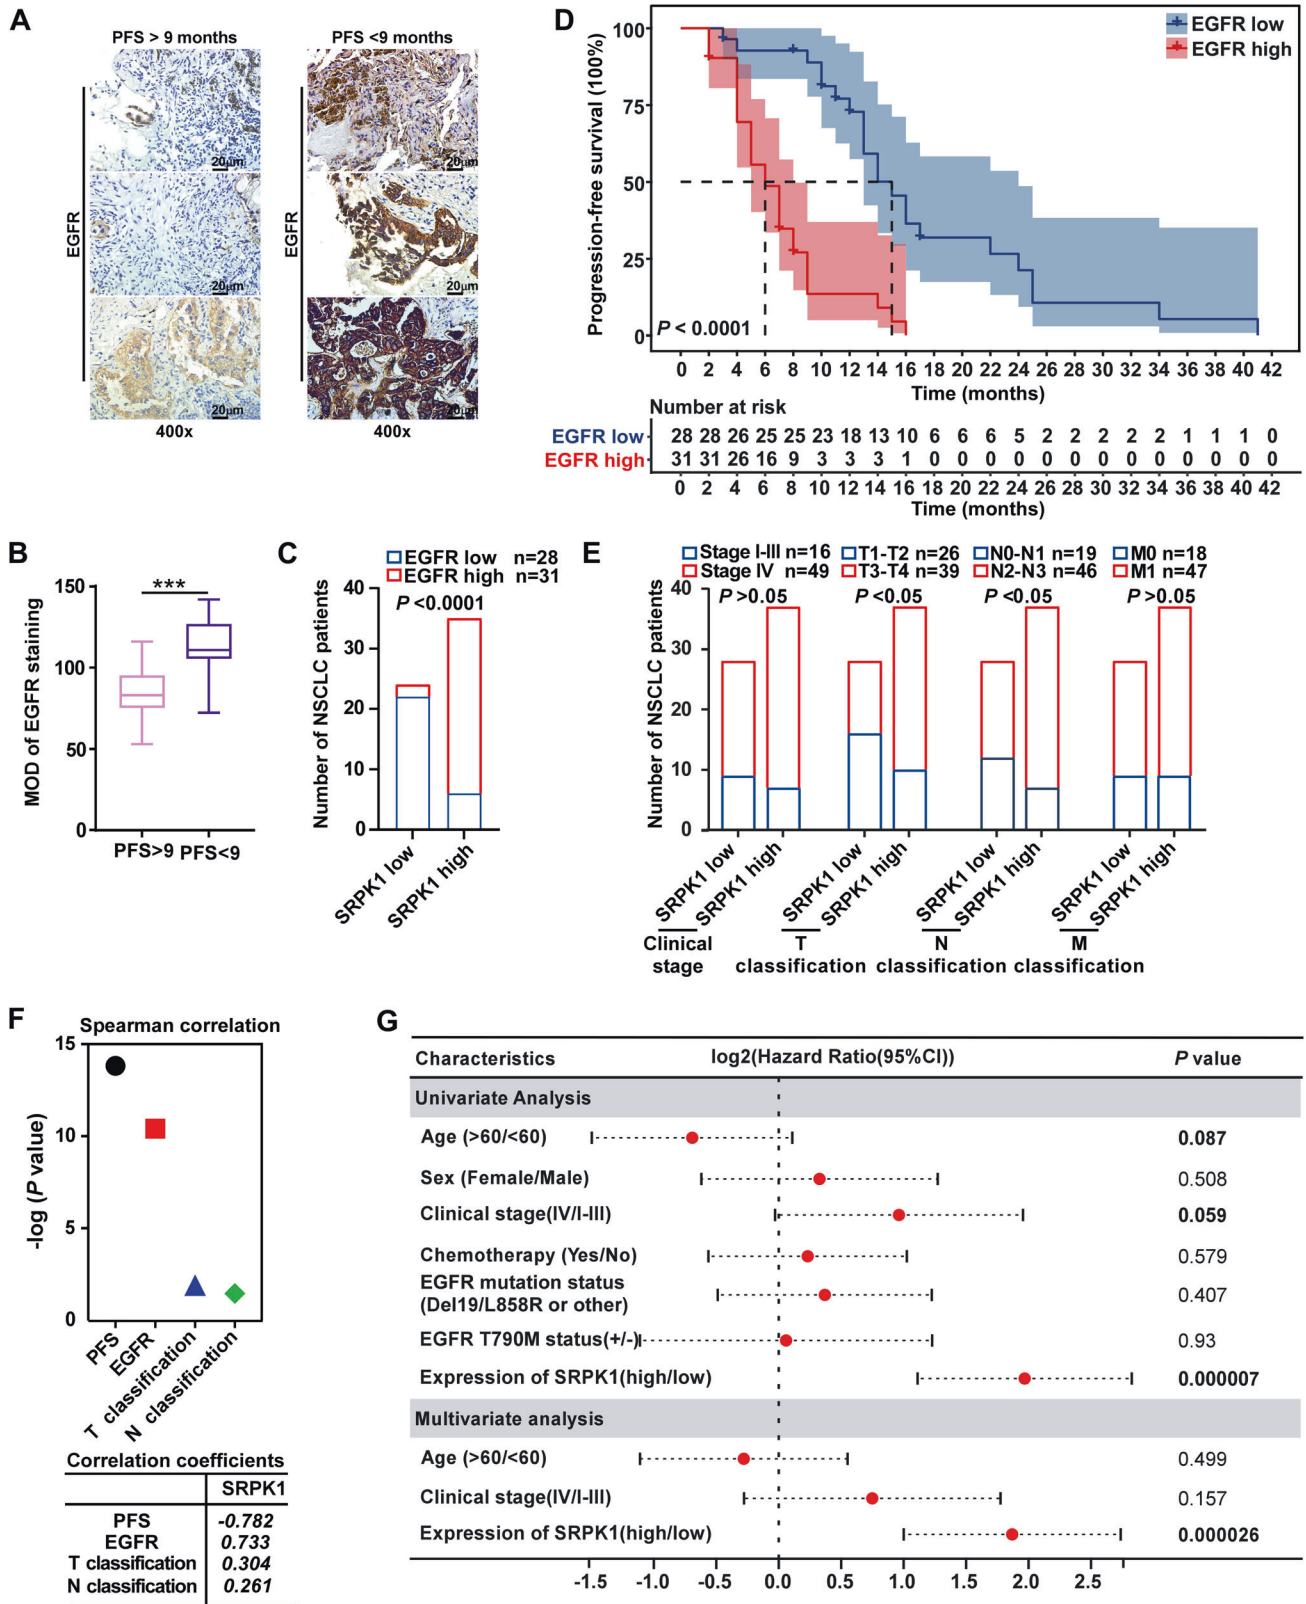 A
PFS > 9 months
PFS <9 months
EGFR
EGFR
20μm
20μm
20μm
20μm
20μm
20μm
400x
400x
D
EGFR low
EGFR high
Progression-free survival (100%)
100
75
50
25
0
P < 0.0001
0 2 4 6 8 10 12 14 16 18 20 22 24 26 28 30 32 34 36 38 40 42
Time (months)
Number at risk
EGFR low 28 28 26 25 25 23 18 13 10 6 6 6 5 2 2 2 2 2 1 1 1 0
EGFR high 31 31 26 16 9 3 3 3 1 0 0 0 0 0 0 0 0 0 0 0 0 0
0 2 4 6 8 10 12 14 16 18 20 22 24 26 28 30 32 34 36 38 40 42
Time (months)
B
MOD of EGFR staining
150
100
50
0
***
PFS>9 PFS<9
C
EGFR low n=28
EGFR high n=31
P <0.0001
Number of NSCLC patients
40
30
20
10
0
SRPK1 low
SRPK1 high
E
Stage I-III n=16 T1-T2 n=26 N0-N1 n=19 M0 n=18
Stage IV n=49 T3-T4 n=39 N2-N3 n=46 M1 n=47
P >0.05 P <0.05 P <0.05 P >0.05
Number of NSCLC patients
40
30
20
10
0
SRPK1 low
SRPK1 high
SRPK1 low
SRPK1 high
SRPK1 low
SRPK1 high
SRPK1 low
SRPK1 high
Clinical stage
T classification
N classification
M classification
F
Spearman correlation
-log (P value)
15
10
5
0
PFS
EGFR
T classification
N classification
Correlation coefficients
SRPK1
PFS -0.782
EGFR 0.733
T classification 0.304
N classification 0.261
G
Characteristics log2(Hazard Ratio(95%CI)) P value
Univariate Analysis
Age (>60/<60) 0.087
Sex (Female/Male) 0.508
Clinical stage(IV/I-III) 0.059
Chemotherapy (Yes/No) 0.579
EGFR mutation status
(Del19/L858R or other) 0.407
EGFR T790M status(+/-) 0.93
Expression of SRPK1(high/low) 0.000007
Multivariate analysis
Age (>60/<60) 0.499
Clinical stage(IV/I-III) 0.157
Expression of SRPK1(high/low) 0.000026
-1.5 -1.0 -0.5 0.0 0.5 1.0 1.5 2.0 2.5